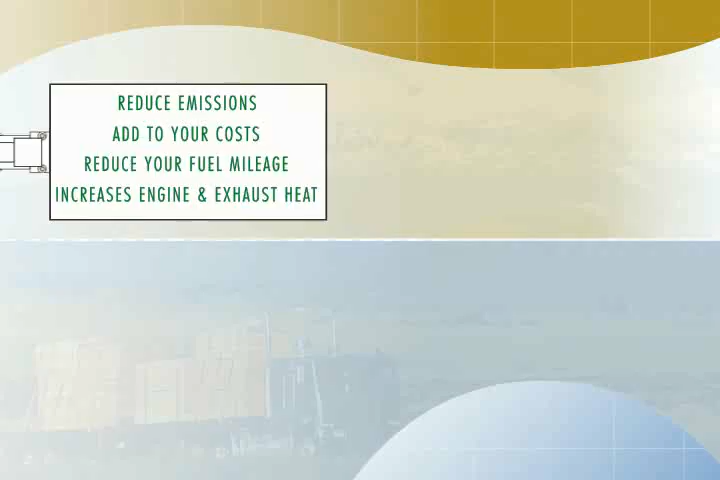 REDUCE EMISSIONS
ADD TO YOUR COSTS
REDUCE YOUR FUEL MILEAGE
INCREASES ENGINE & EXHAUST HEAT